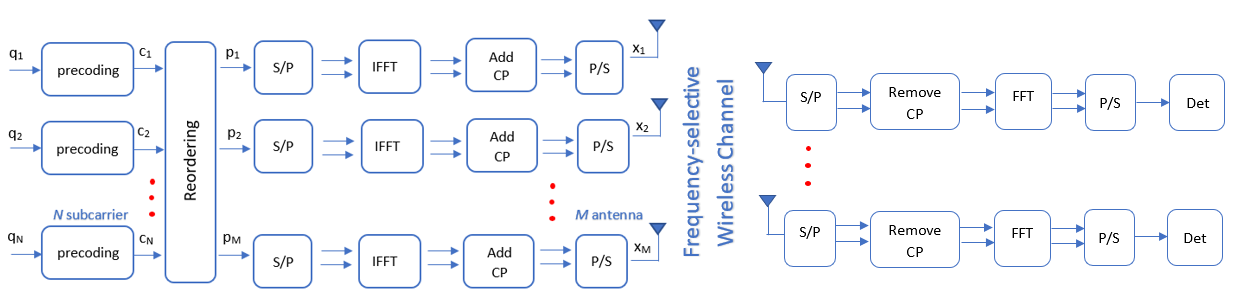 q1
precoding
c1
Reordering
p1
S/P
IFFT
Add
CP
P/S
x1
q2
precoding
c2
p2
S/P
IFFT
Add
CP
P/S
x2
N subcarrier
M antenna
qN
precoding
cN
pM
S/P
IFFT
Add
CP
P/S
xM
Frequency-selective
Wireless Channel
S/P
Remove
CP
FFT
P/S
Det
S/P
Remove
CP
FFT
P/S
Det